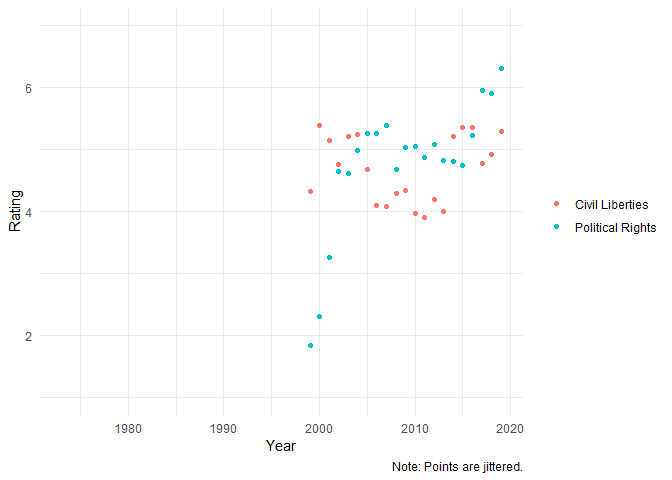 Rating
6
4
2
1980 1990 2000 2010 2020
Year
Civil Liberties
Political Rights
Note: Points are jittered.